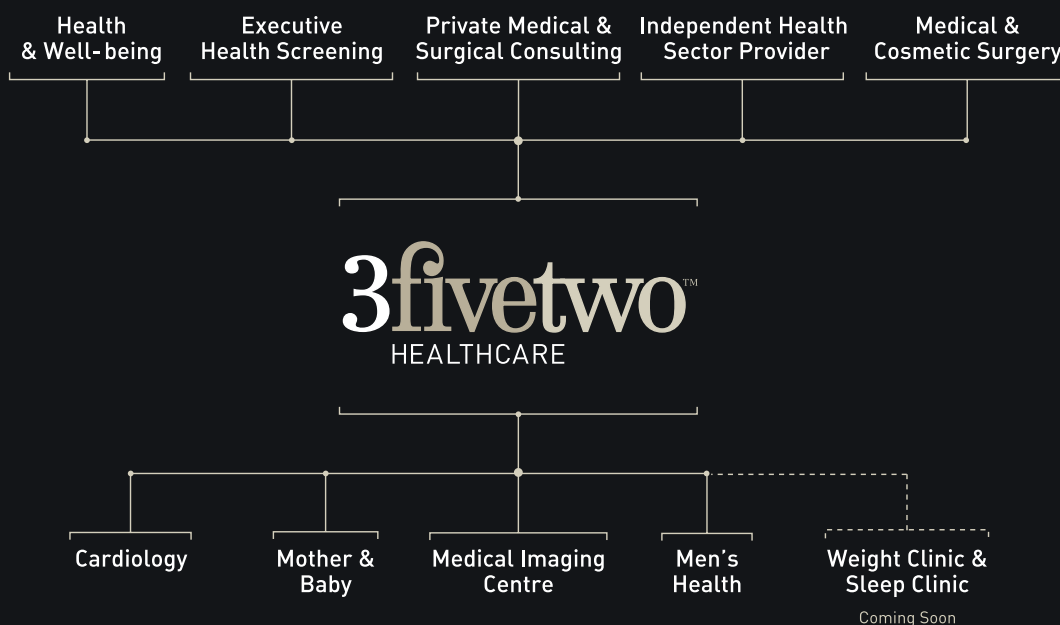 Health
& Well-being
Executive
Health Screening
Private Medical &
Surgical Consulting
Independent Health
Sector Provider
Medical &
Cosmetic Surgery
3fivetwo™
HEALTHCARE
Cardiology
Mother &
Baby
Medical Imaging
Centre
Men's
Health
Weight Clinic &
Sleep Clinic
Coming Soon